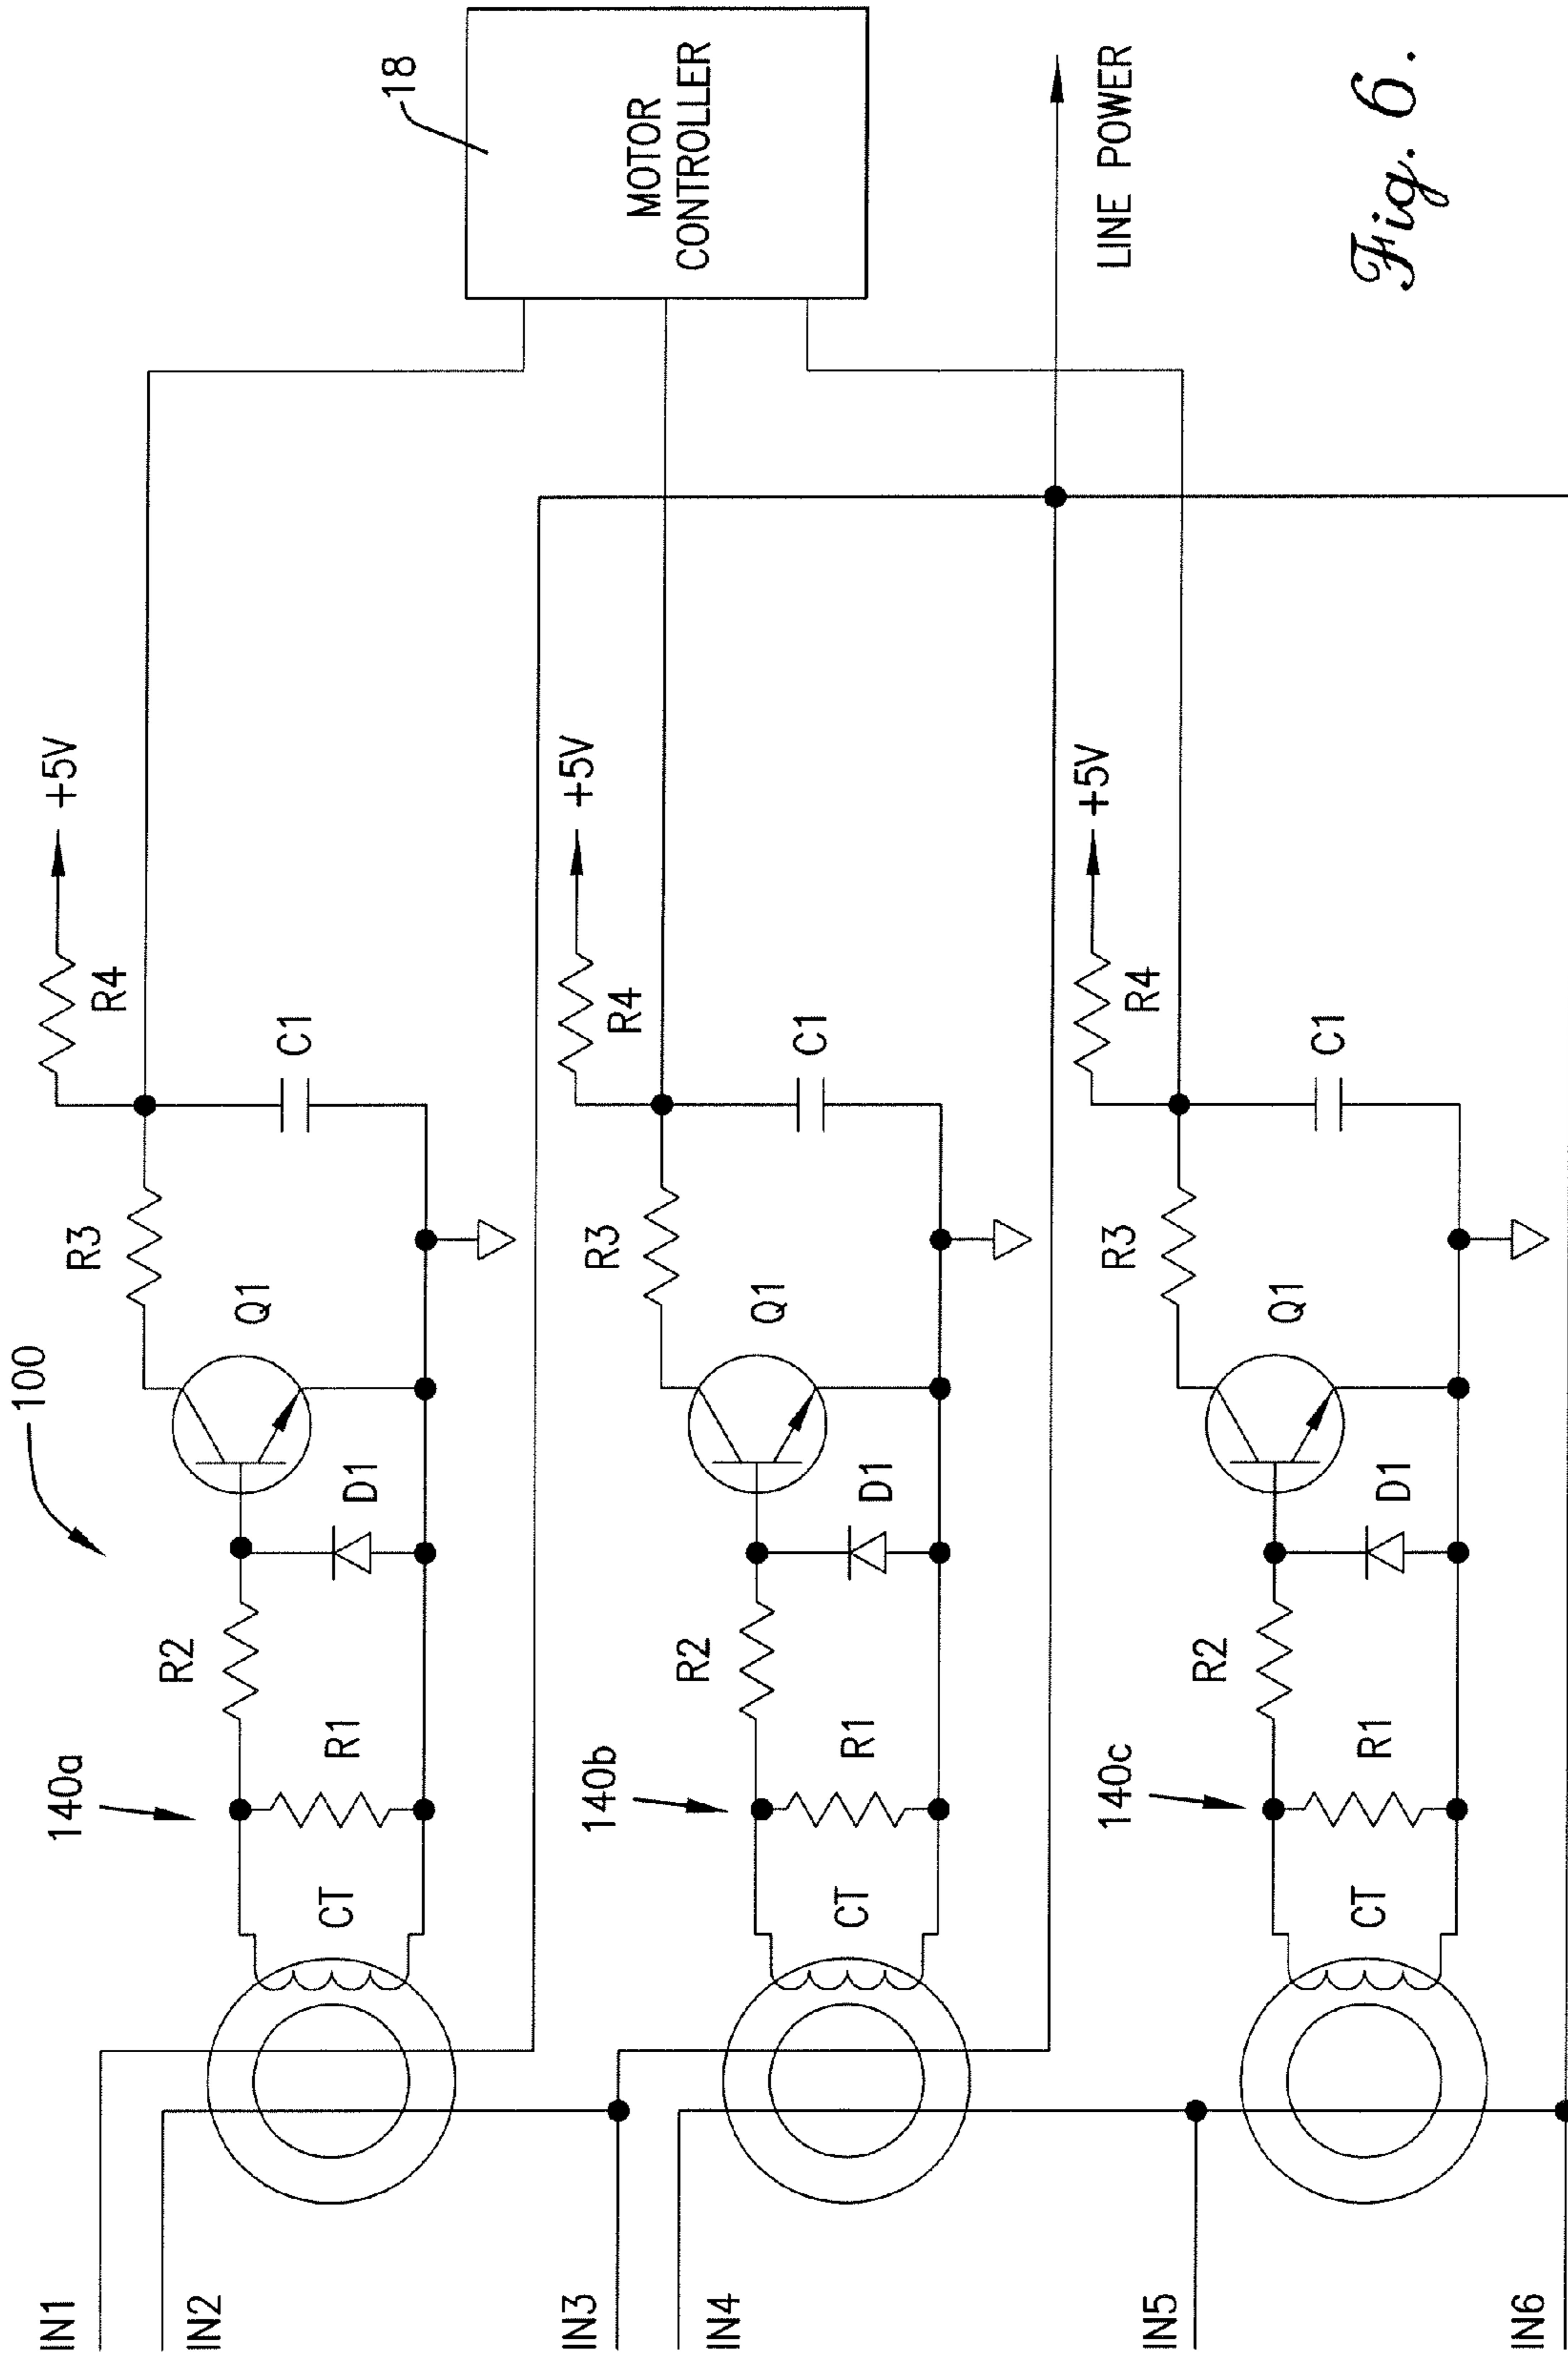 100
140a
IN1
IN2
CT
R1
R2
D1
Q1
R3
C1
R4
+5V
140b
IN3
IN4
CT
R1
R2
D1
Q1
R3
C1
R4
+5V
140c
IN5
IN6
CT
R1
R2
D1
Q1
R3
C1
R4
+5V
18
MOTOR
CONTROLLER
LINE POWER
Fig. 6.